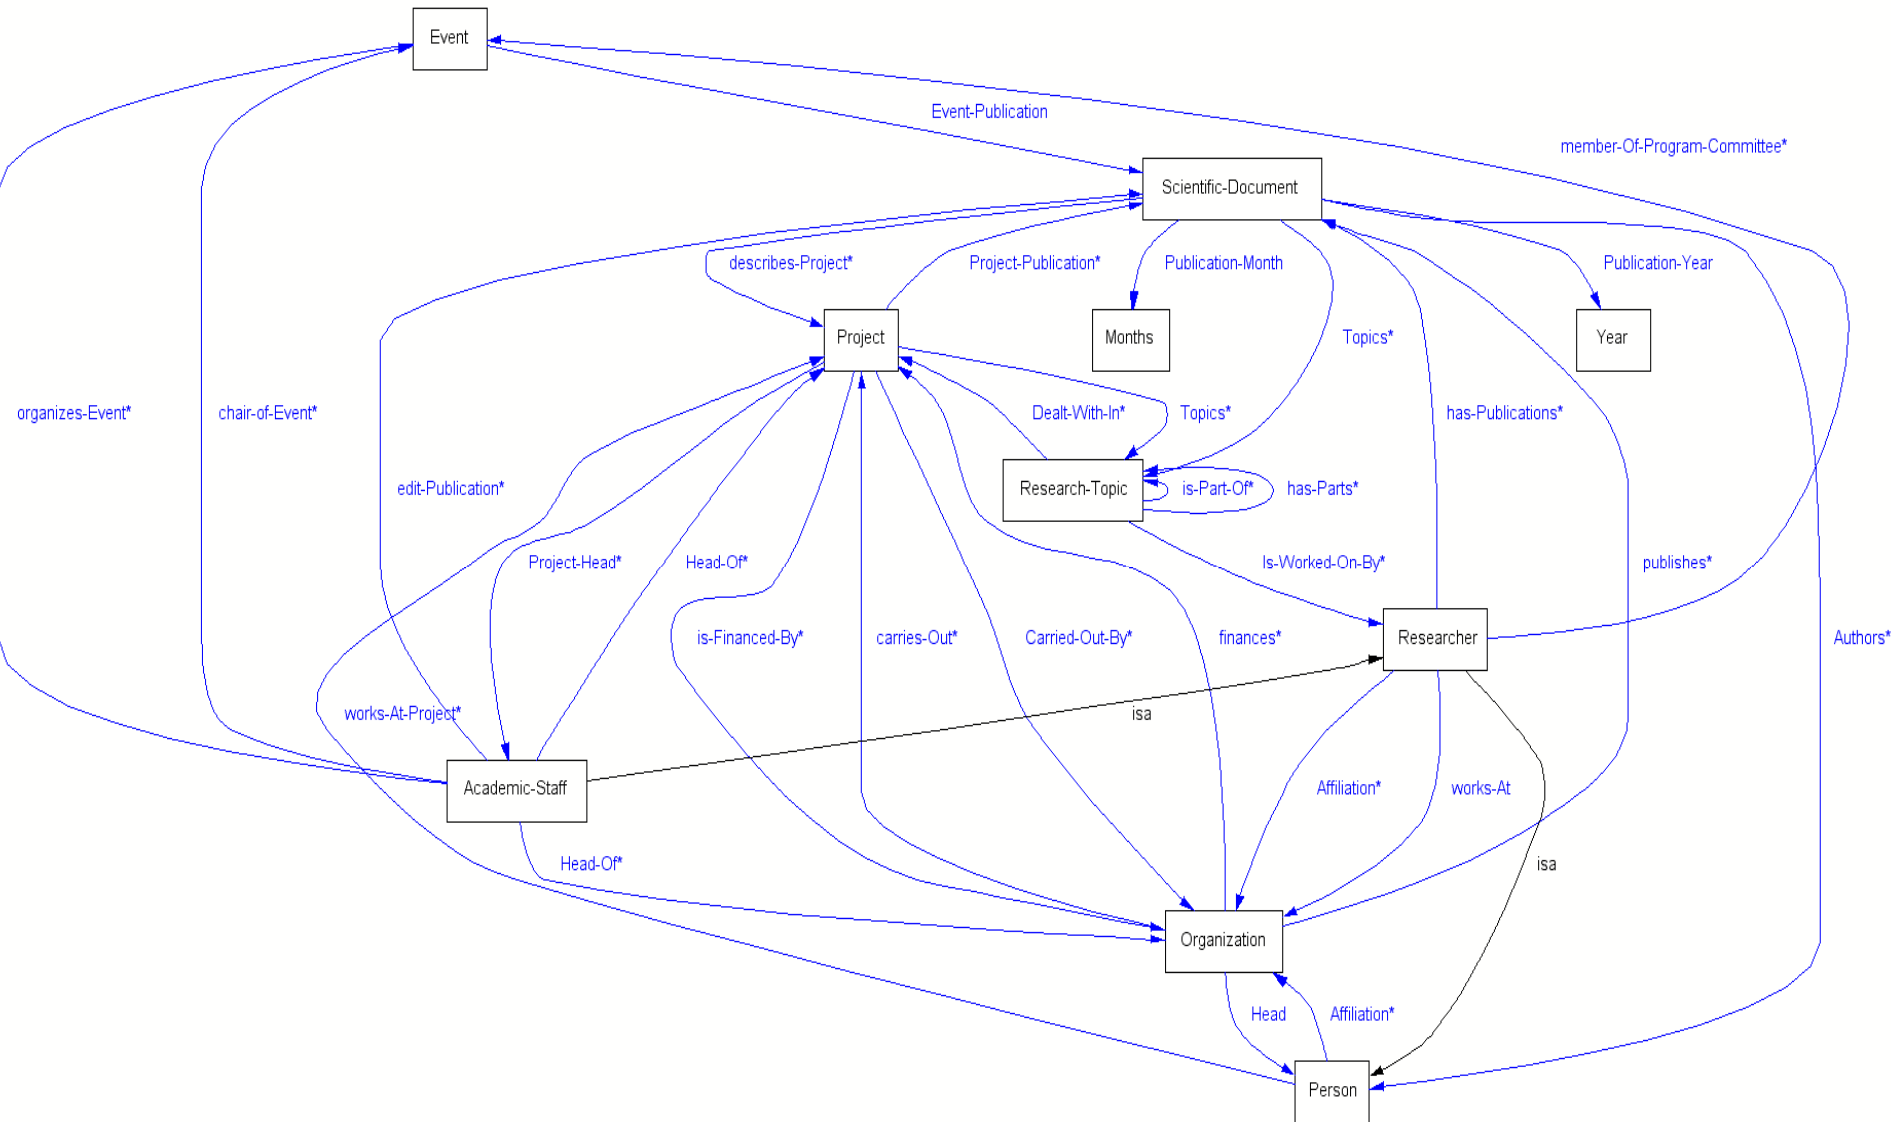 Event
Event-Publication
member-Of-Program-Committee*
Scientific-Document
describes-Project*
Project-Publication*
Publication-Month
Publication-Year
Project
Months
Topics*
Year
organizes-Event*
chair-of-Event*
Dealt-With-In*
Topics*
has-Publications*
edit-Publication*
Research-Topic
is-Part-Of*
has-Parts*
Project-Head*
Head-Of*
Is-Worked-On-By*
publishes*
is-Financed-By*
carries-Out*
Carried-Out-By*
finances*
Researcher
Authors*
works-At-Project*
isa
Academic-Staff
Affiliation*
works-At
Head-Of*
isa
Organization
Head
Affiliation*
Person